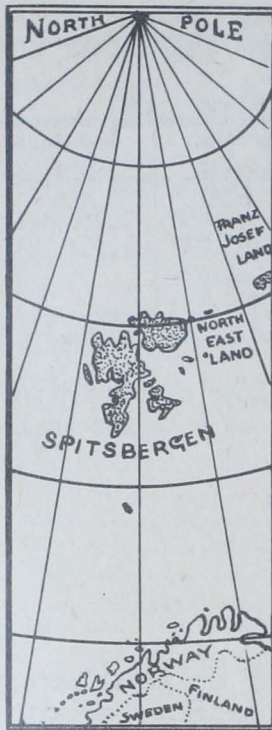 NORTH POLE
FRANZ
JOSEF
LAND
NORTH
EAST
LAND
SPITSBERGEN
NORWAY
FINLAND
SWEDEN